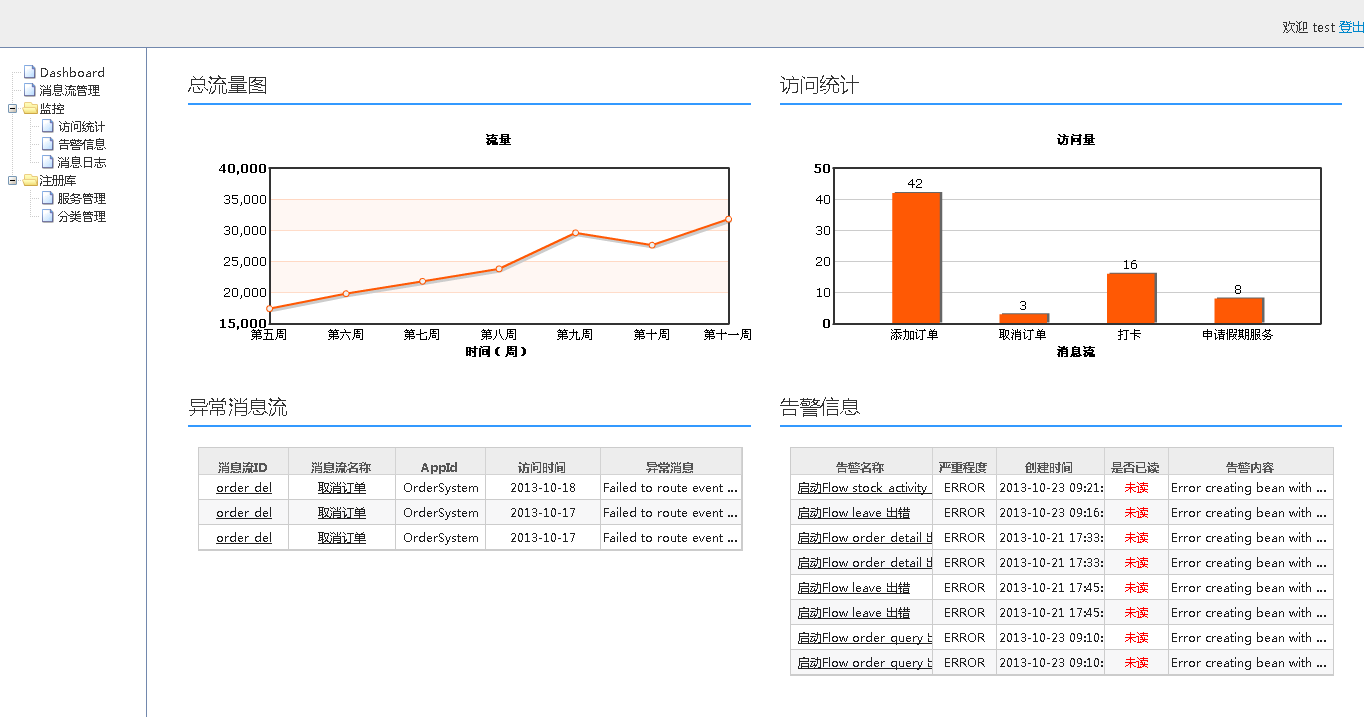 欢迎 test 登出
Dashboard
消息流管理
监控
访问统计
告警信息
消息日志
注册库
服务管理
分类管理
总流量图
流量
40,000
35,000
30,000
25,000
20,000
15,000
第五周 第六周 第七周 第八周 第九周 第十周 第十一周
时间（周）
访问统计
访问量
50
40
30
20
10
0
42
3
16
8
添加订单 取消订单 打卡 申请假期服务
消息流
异常消息流
消息流ID 消息流名称 AppId 访问时间 异常消息
order_del 取消订单 OrderSystem 2013-10-18 Failed to route event ...
order_del 取消订单 OrderSystem 2013-10-17 Failed to route event ...
order_del 取消订单 OrderSystem 2013-10-17 Failed to route event ...
告警信息
告警名称 严重程度 创建时间 是否已读 告警内容
启动Flow stock_activity ERROR 2013-10-23 09:21: 未读 Error creating bean with ...
启动Flow leave 出错 ERROR 2013-10-23 09:16: 未读 Error creating bean with ...
启动Flow order_detail 出 ERROR 2013-10-21 17:33: 未读 Error creating bean with ...
启动Flow order_detail 出 ERROR 2013-10-21 17:33: 未读 Error creating bean with ...
启动Flow leave 出错 ERROR 2013-10-21 17:45: 未读 Error creating bean with ...
启动Flow leave 出错 ERROR 2013-10-21 17:45: 未读 Error creating bean with ...
启动Flow order_query 出 ERROR 2013-10-23 09:10: 未读 Error creating bean with ...
启动Flow order_query 出 ERROR 2013-10-23 09:10: 未读 Error creating bean with ...